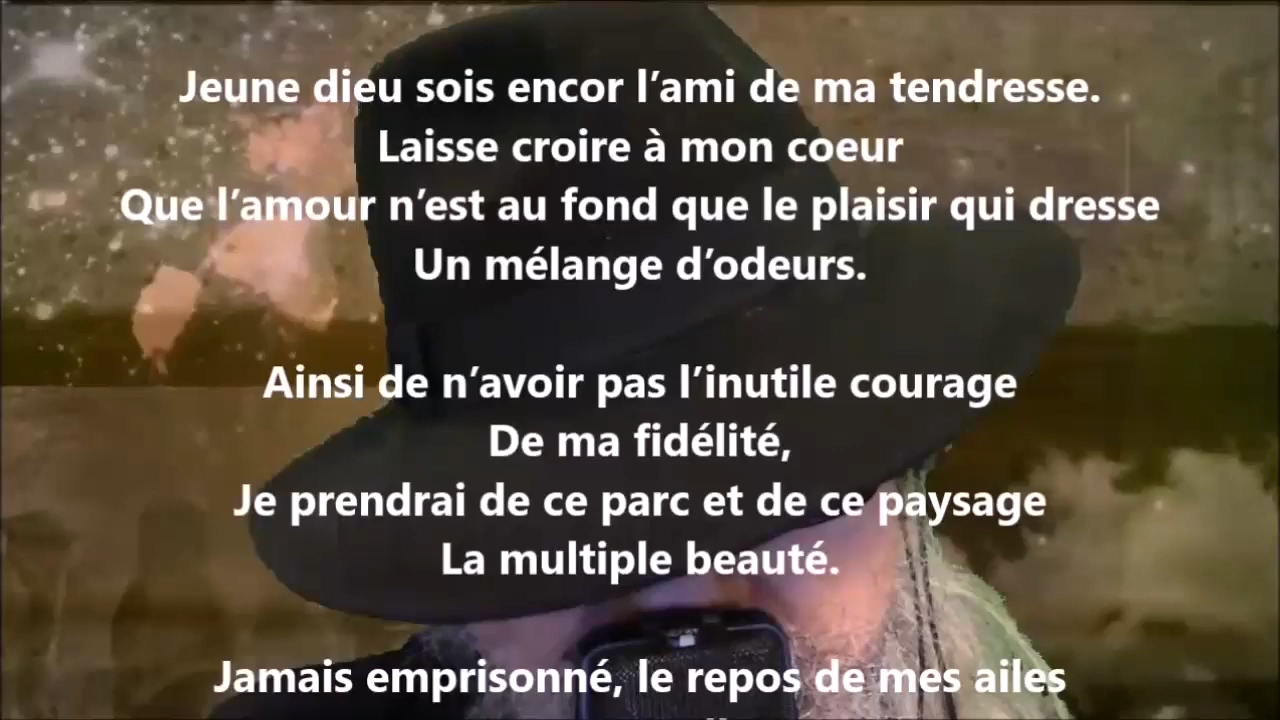 Jeune dieu sois encor l’ami de ma tendresse.
Laisse croire à mon coeur
Que l’amour n’est au fond que le plaisir qui dresse
Un mélange d’odeurs.
Ainsi de n’avoir pas l’inutile courage
De ma fidélité,
Je prendrai de ce parc et de ce paysage
La multiple beauté.
Jamais emprisonné, le repos de mes ailes